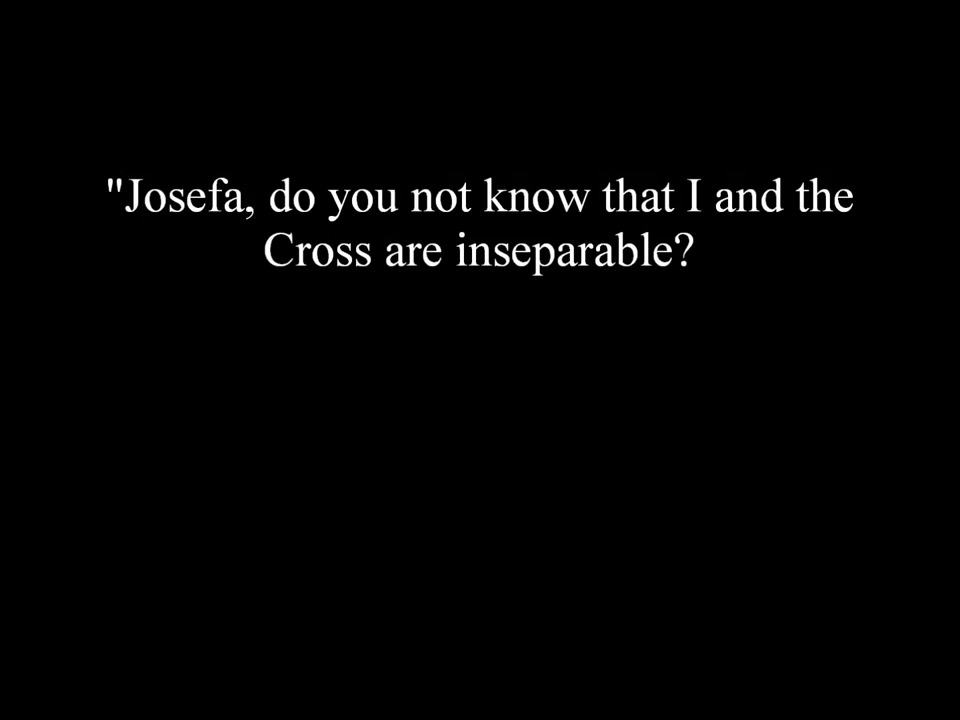 "Josefa, do you not know that I and the
Cross are inseparable?